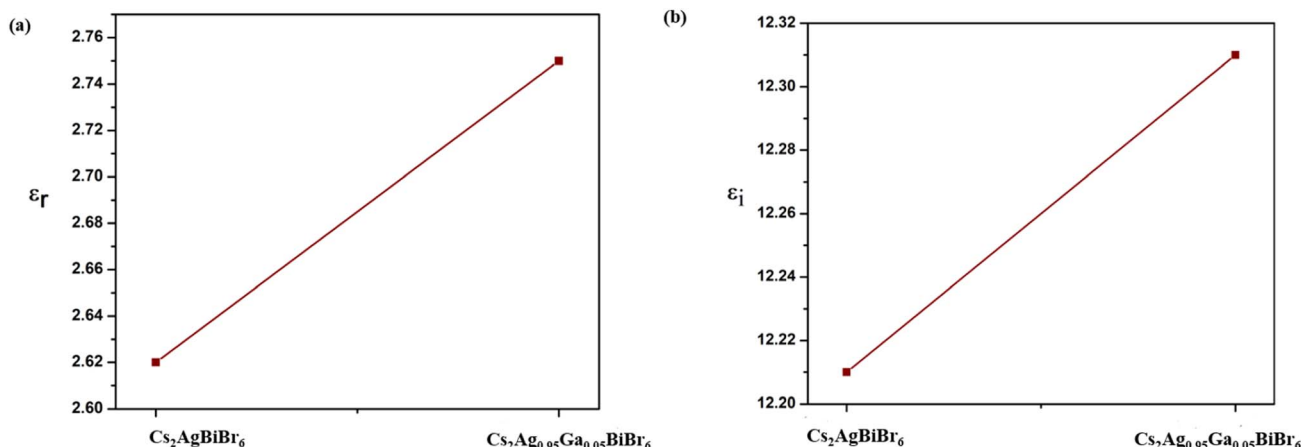 (a)
2.76
2.74
2.72
2.70
2.68
2.66
2.64
2.62
2.60
εr
Cs₂AgBiBr₆
Cs₂Ag₀.₉₅Ga₀.₀₅BiBr₆
(b)
12.32
12.30
12.28
12.26
12.24
12.22
12.20
εi
Cs₂AgBiBr₆
Cs₂Ag₀.₉₅Ga₀.₀₅BiBr₆